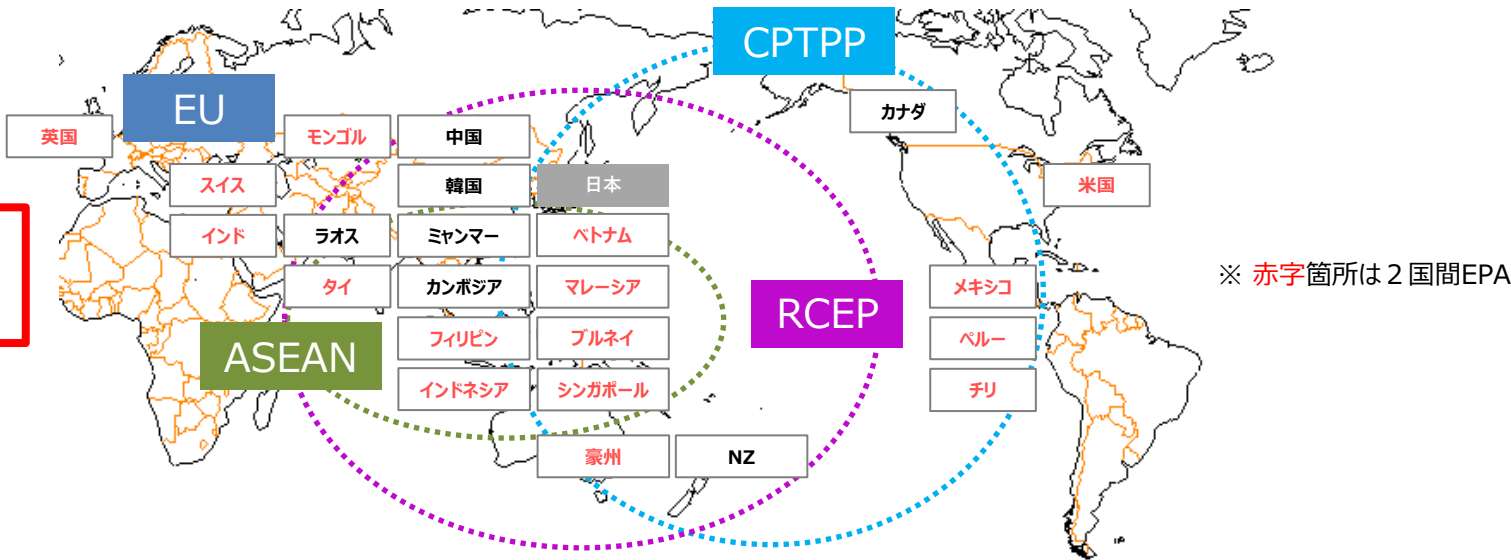 CPTPP
EU
カナダ
英国
モンゴル
中国
スイス
韓国
日本
米国
インド
ラオス
ミャンマー
ベトナム
※ 赤字箇所は２国間EPA
タイ
カンボジア
マレーシア
RCEP
メキシコ
ASEAN
フィリピン
ブルネイ
ペルー
インドネシア
シンガポール
チリ
豪州
NZ